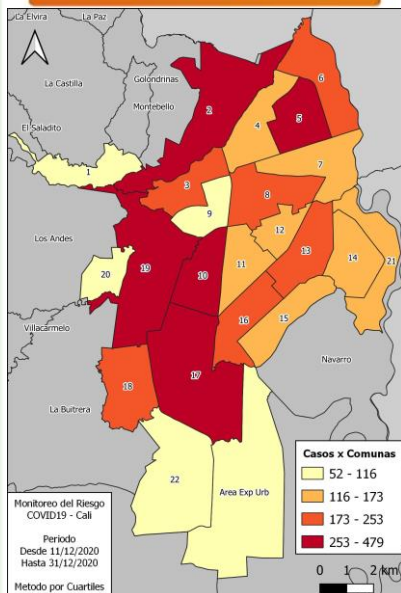 La Elvira
La Paz
La Castilla
Golondrinas
Montebello
El Saladito
6
2
4
5
1
7
3
8
9
12
Los Andes
20
19
10
11
13
14
21
16
15
Villacarmelo
Navarro
17
18
La Buitrera
22
Area Exp Urb
Casos x Comunas
52 - 116
116 - 173
173 - 253
253 - 479
Monitoreo del Riesgo
COVID19 - Cali
Periodo
Desde 11/12/2020
Hasta 31/12/2020
Metodo por Cuartiles
0 1 2 km